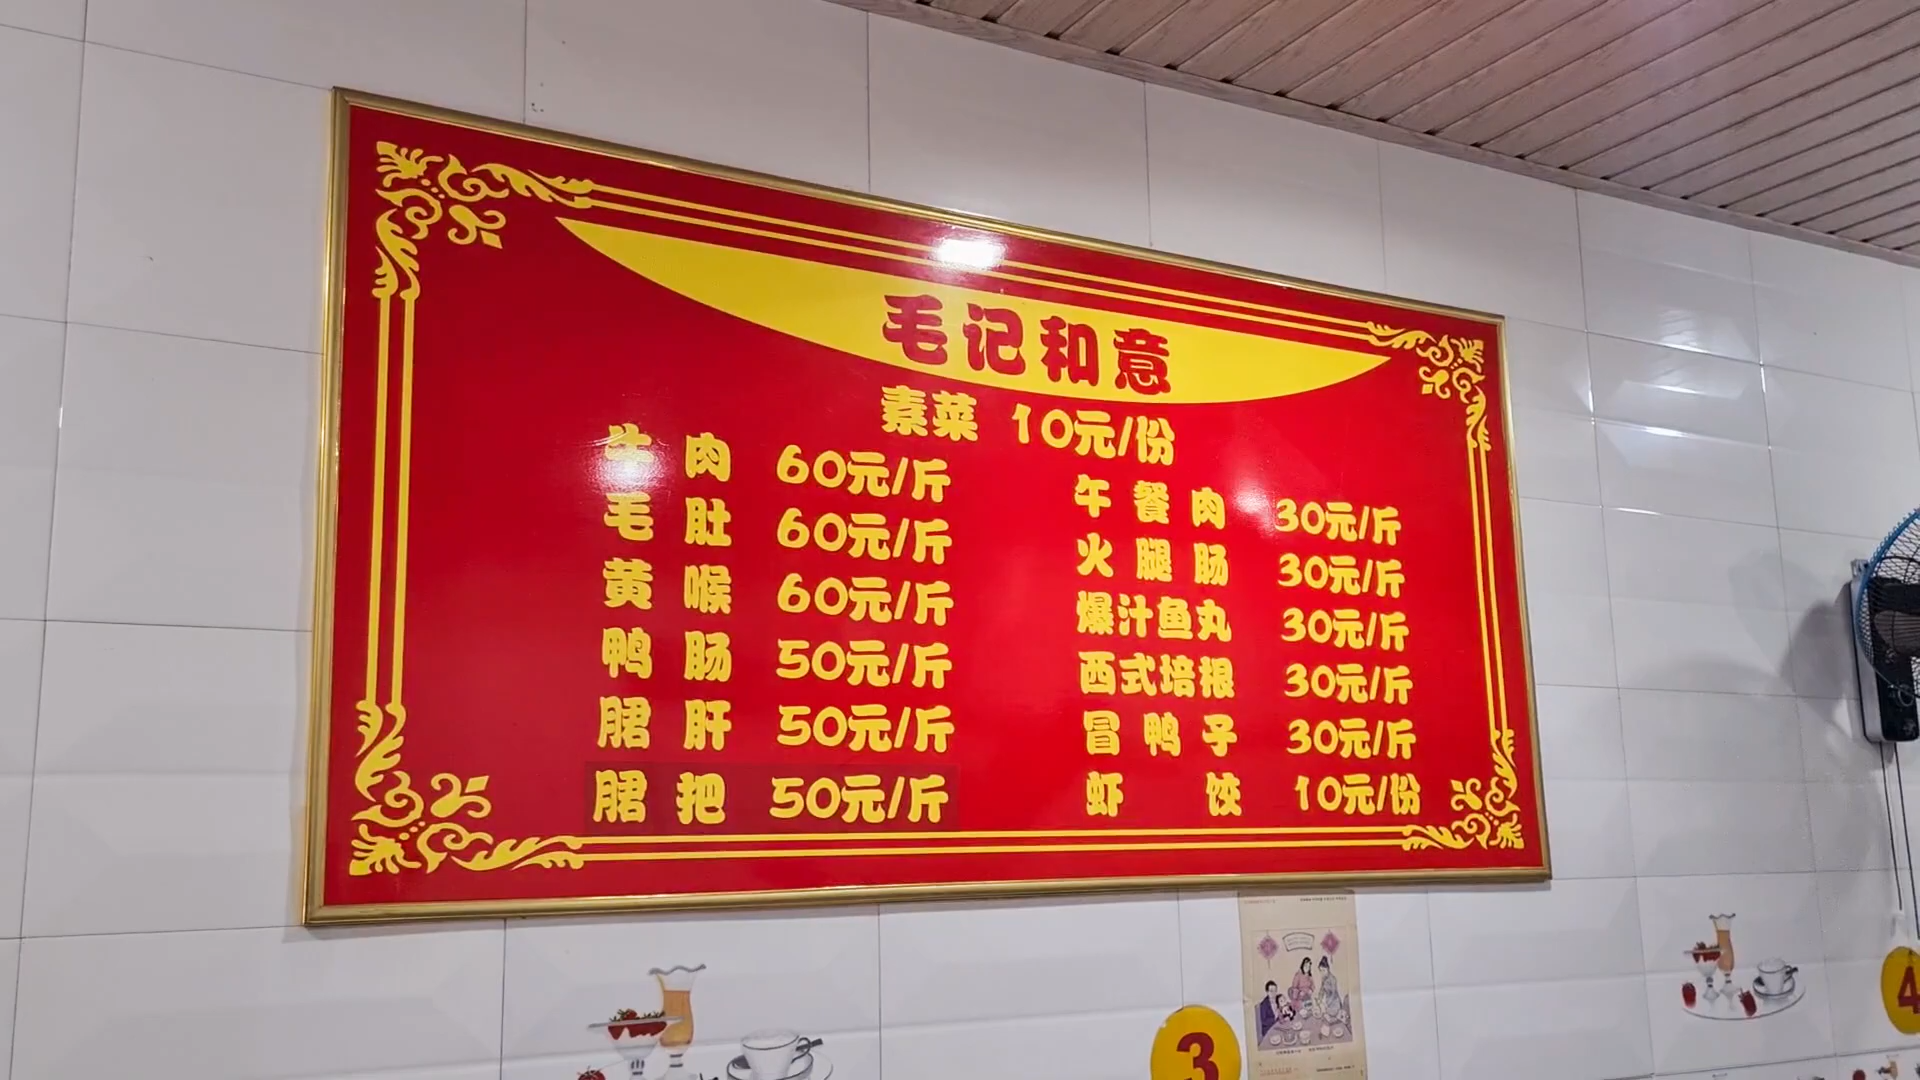 毛记和意
素菜 10元/份
牛肉 60元/斤
毛肚 60元/斤
黄喉 60元/斤
鸭肠 50元/斤
胗肝 50元/斤
胗把 50元/斤
午餐肉 30元/斤
火腿肠 30元/斤
爆汁鱼丸 30元/斤
西式培根 30元/斤
冒鸭子 30元/斤
虾饺 10元/份
3
4